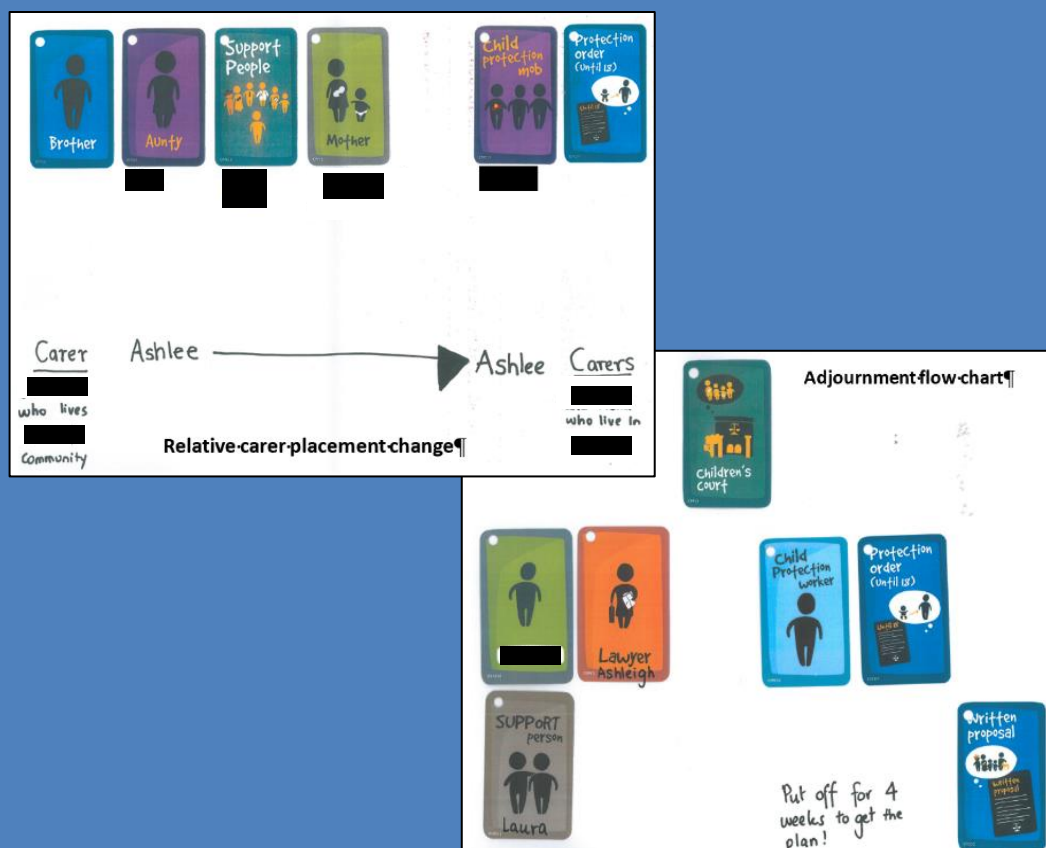 Brother
Aunty
Support
People
Mother
Child
protection
mob
Protection
order
(until 18)
Carer
who lives
Community
Ashlee
Ashlee
Carers
who live in
Relative·carer·placement·change¶
Adjournment·flow·chart¶
Children's
court
Lawyer
Ashleigh
Child
Protection
worker
Protection
order
(until 18)
SUPPORT
person
Laura
Written
proposal
Written
proposal
Put off for 4
weeks to get the
plan!